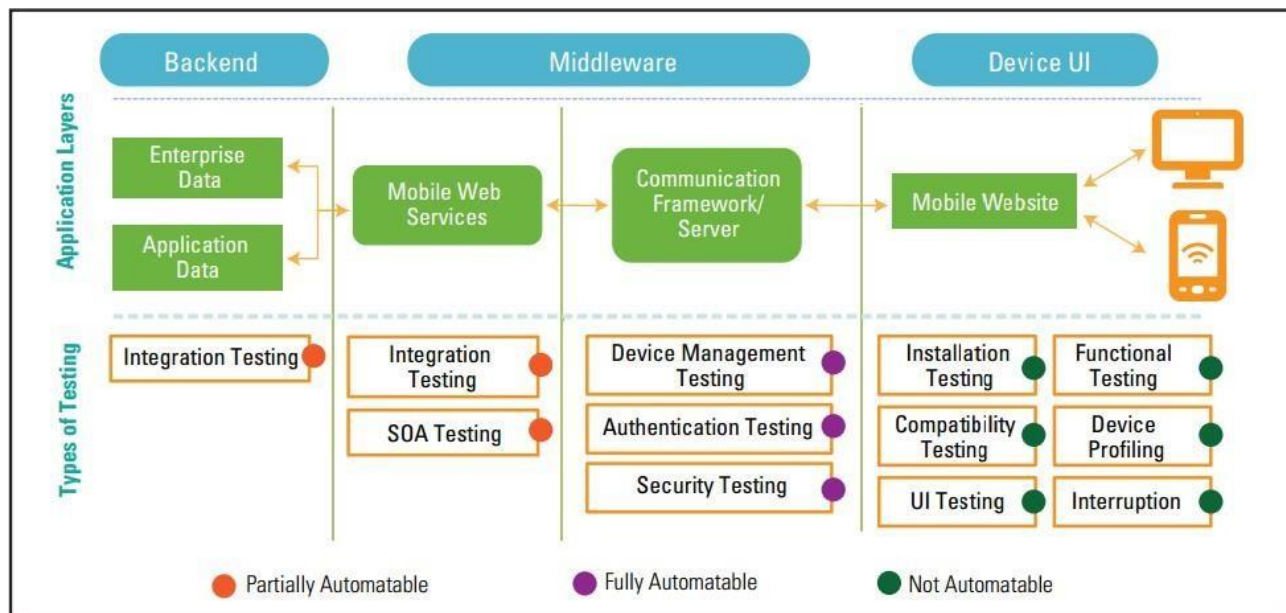 Backend
Middleware
Device UI
Application Layers
Enterprise
Data
Application
Data
Mobile Web
Services
Communication
Framework/
Server
Mobile Website
Types of Testing
Integration Testing
Integration
Testing
SOA Testing
Device Management
Testing
Authentication Testing
Security Testing
Installation
Testing
Functional
Testing
Compatibility
Testing
Device
Profiling
UI Testing
Interruption
Partially Automatable
Fully Automatable
Not Automatable